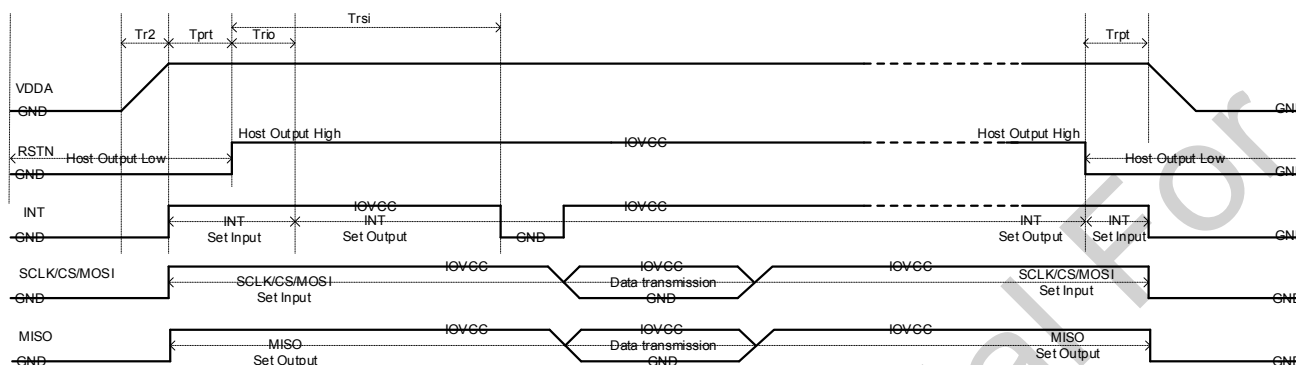 Trsi
Tr2 Tprt Trio Trpt
VDDA
GND GND
Host Output High Host Output High
RSTN IOVCC
Host Output Low Host Output Low
GND GND
INT IOVCC IOVCC
INT INT INT INT
GND GND GND
Set Input Set Output Set Output Set Input
SCLK/CS/MOSI IOVCC IOVCC IOVCC SCLK/CS/MOSI
SCLK/CS/MOSI Data transmission Set Input
GND Set Input GND GND
MISO IOVCC IOVCC IOVCC MISO
MISO Data transmission Set Output
GND Set Output GND GND
al For